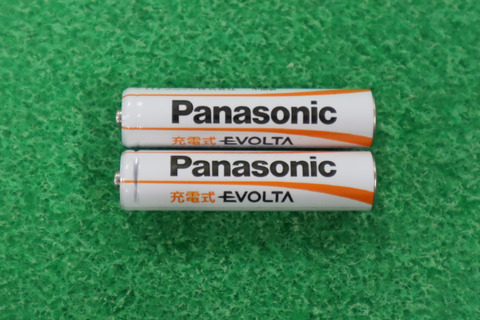 Panasonic
充電式 EVOLTA
Panasonic
充電式 EVOLTA